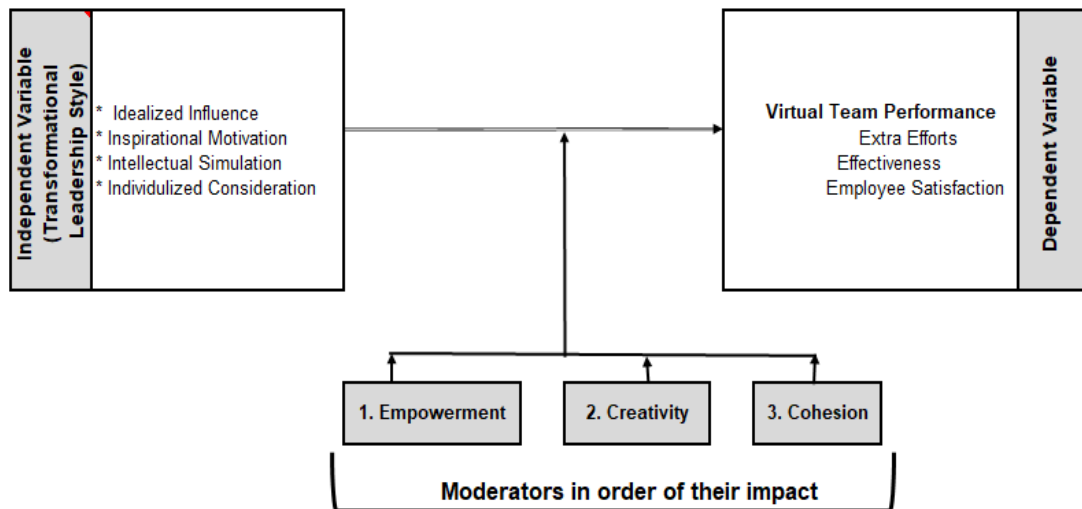 Independent Variable
(Transformational
Leadership Style)
* Idealized Influence
* Inspirational Motivation
* Intellectual Simulation
* Individulized Consideration
Virtual Team Performance
Extra Efforts
Effectiveness
Employee Satisfaction
Dependent Variable
1. Empowerment
2. Creativity
3. Cohesion
Moderators in order of their impact